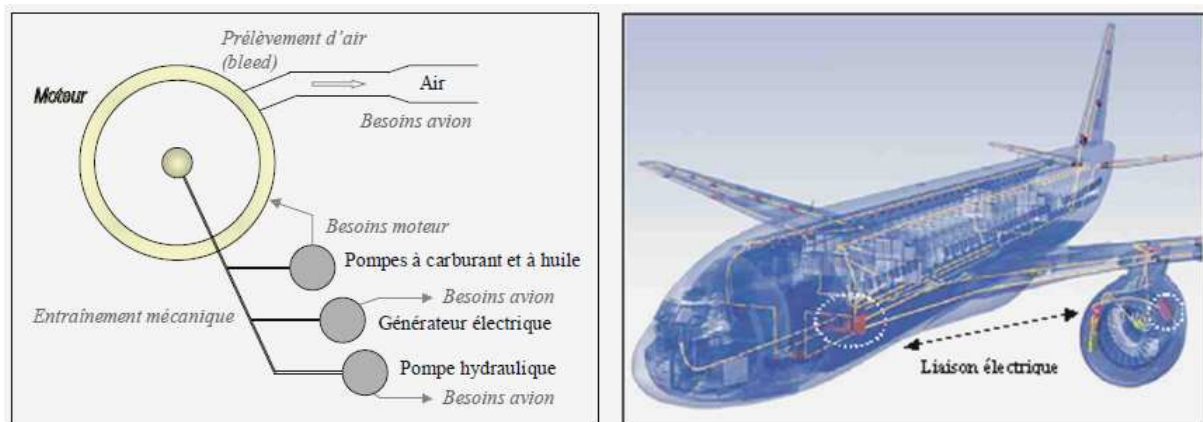 Prélèvement d'air
(bleed)
Moteur
Air
Besoins avion
Besoins moteur
Pompes à carburant et à huile
Besoins avion
Entraînement mécanique
Générateur électrique
Pompe hydraulique
Besoins avion
Liaison électrique